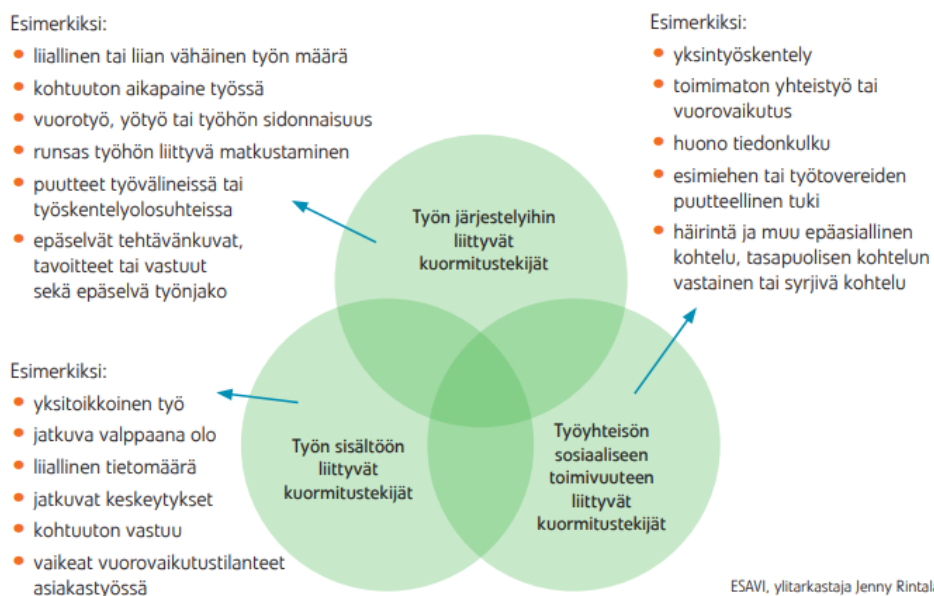 Esimerkiksi:
• liiallinen tai liian vähäinen työn määrä
• kohtuuton aikapaine työssä
• vuorotyö, yötyö tai työhön sidonnaisuus
• runsas työhön liittyvä matkustaminen
• puutteet työvälineissä tai
työskentelyolosuhteissa
• epäselvät tehtävänkuvat,
tavoitteet tai vastuut
sekä epäselvä työnjako
Esimerkiksi:
• yksintyöskentely
• toimimaton yhteistyö tai
vuorovaikutus
• huono tiedonkulku
• esimiehen tai työtovereiden
puutteellinen tuki
• häirintä ja muu epäasiallinen
kohtelu, tasapuolisen kohtelun
vastainen tai syrjivä kohtelu
Työn järjestelyihin
liittyvät
kuormitustekijät
Esimerkiksi:
• yksitoikkoinen työ
• jatkuva valppaana olo
• liiallinen tietomäärä
• jatkuvat keskeytykset
• kohtuuton vastuu
• vaikeat vuorovaikutustilanteet
asiakastyössä
Työn sisältöön
liittyvät
kuormitustekijät
Työyhteisön
sosiaaliseen
toimivuuteen
liittyvät
kuormitustekijät
ESAVI, ylitarkastaja Jenny Rintala